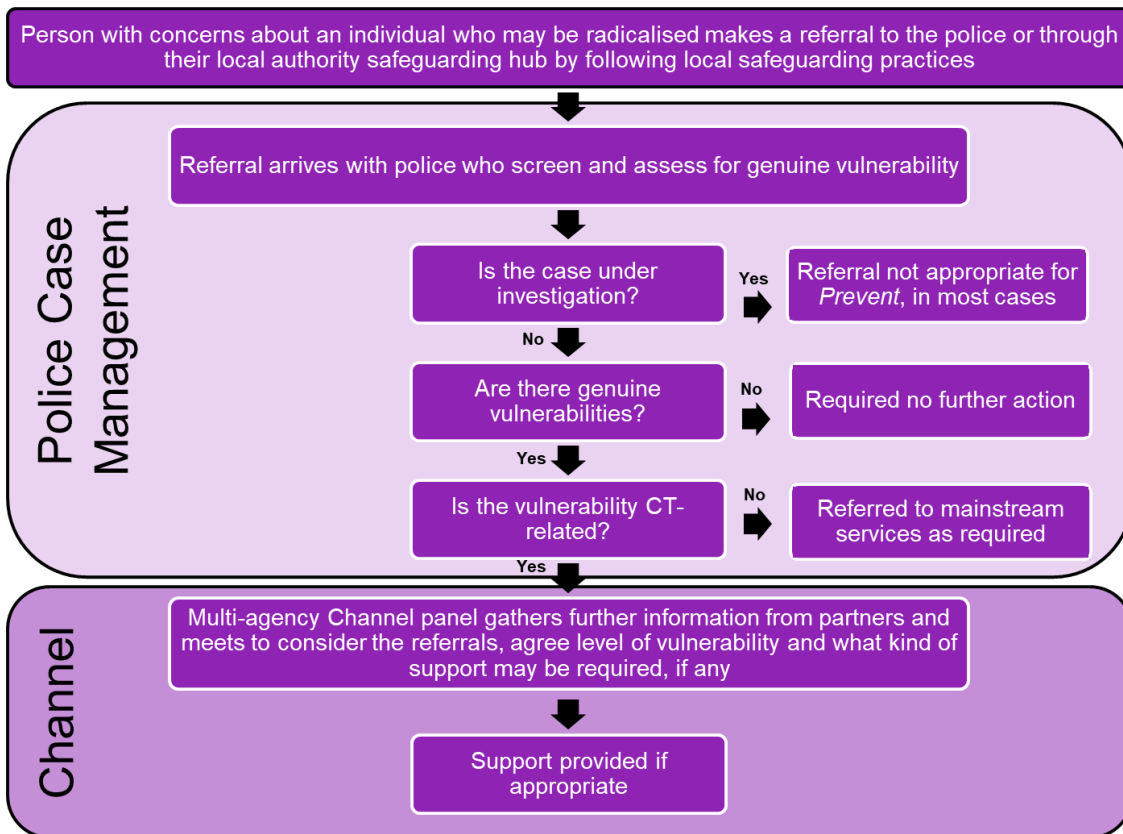 Person with concerns about an individual who may be radicalised makes a referral to the police or through
their local authority safeguarding hub by following local safeguarding practices
Police Case
Management
Referral arrives with police who screen and assess for genuine vulnerability
Is the case under
investigation?
Yes
Referral not appropriate for
Prevent, in most cases
No
Are there genuine
vulnerabilities?
No
Required no further action
Yes
Is the vulnerability CT-
related?
No
Referred to mainstream
services as required
Yes
Channel
Multi-agency Channel panel gathers further information from partners and
meets to consider the referrals, agree level of vulnerability and what kind of
support may be required, if any
Support provided if
appropriate